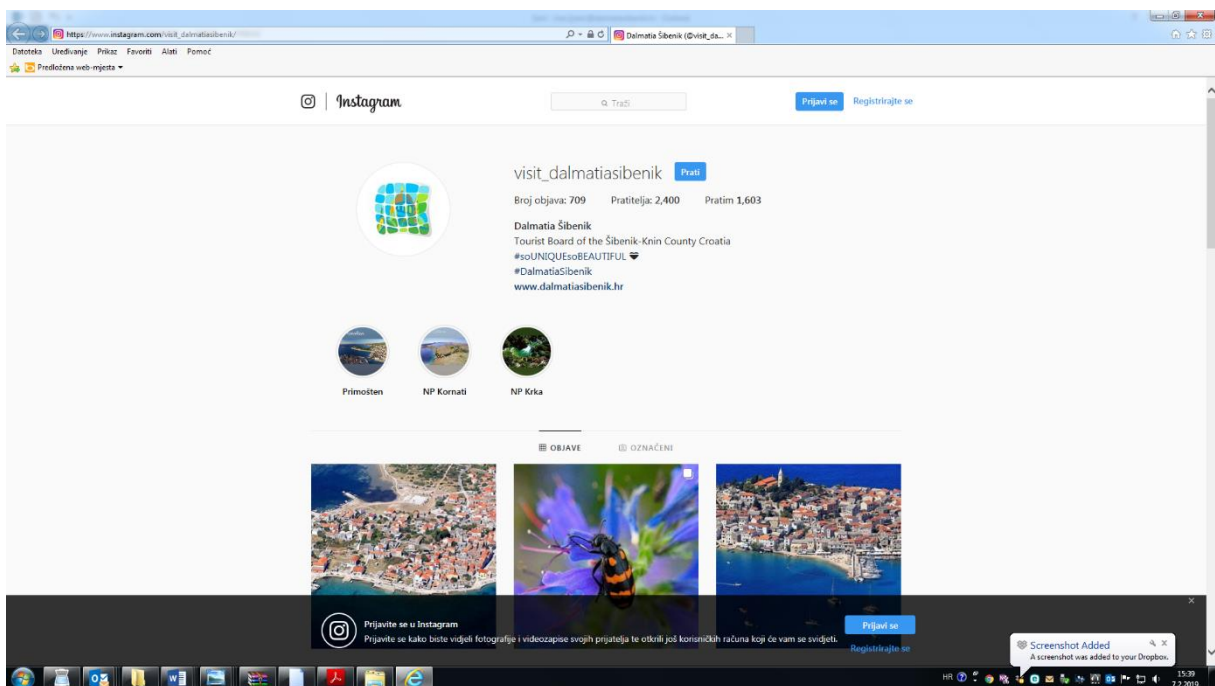 https://www.instagram.com/visit_dalmatiasibenik/
Dalmatia Šibenik (@visit_da...
Datoteka Uređivanje Prikaz Favoriti Alati Pomoć
Predložena web-mjesta
Instagram
Traži
Prijavi se
Registrirajte se
visit_dalmatiasibenik Prati
Broj objava: 709 Pratitelja: 2,400 Pratim 1,603
Dalmatia Šibenik
Tourist Board of the Šibenik-Knin County Croatia
#soUNIQUEsoBEAUTIFUL
#DalmatiaSibenik
www.dalmatiasibenik.hr
Primošten NP Kornati NP Krka
OBJAVE OZNAČENI
Prijavite se u Instagram
Prijavite se kako biste vidjeli fotografije i videozapise svojih prijatelja te otkrili još korisničkih računa koji će vam se svidjeti.
Prijavi se
Registrirajte se
Screenshot Added
A screenshot was added to your Dropbox.
HR
15:39
7.2.2019